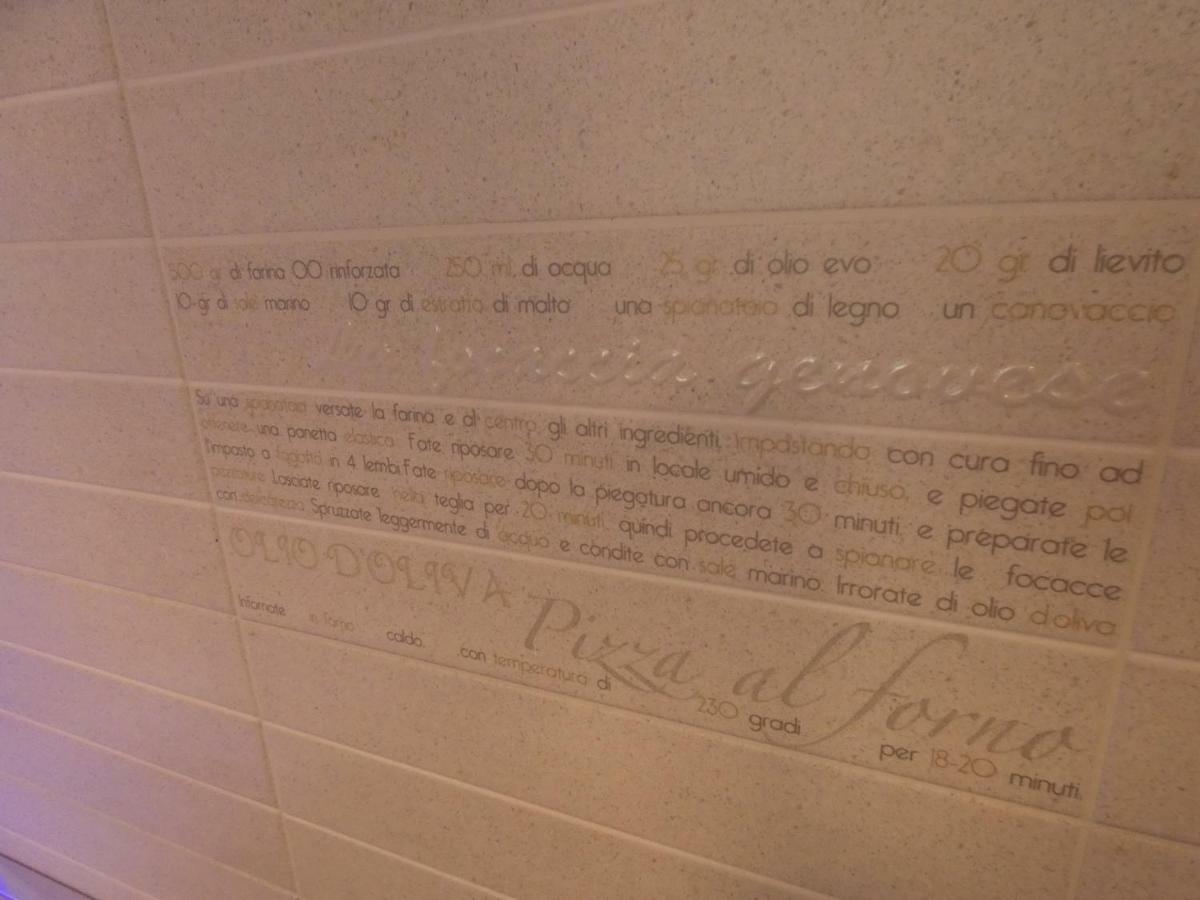 500 gr di farina 00 rinforzata 250 ml di acqua 25 gr di olio evo 20 gr di lievito
10 gr di sale marino 10 gr di estratto di malto una spianatoia di legno un canovaccio
la focaccia genovese
Su una spianatoia versate la farina e al centro gli altri ingredienti, impastando con cura fino ad
ottenere una panetta elastica. Fate riposare 30 minuti in locale umido e chiuso, e piegate poi
l'impasto a fagotto in 4 lembi. Fate riposare dopo la piegatura ancora 30 minuti, e preparate le
Lasciate riposare nella teglia per 20 minuti, quindi procedete a spianare le focacce
con delicatezza. Spruzzate leggermente di acqua e condite con sale marino. Irrorate di olio d'oliva
OLIO D'OLIVA Pizza al forno
Infornate in forno caldo, con temperatura di 230 gradi per 18-20 minuti.